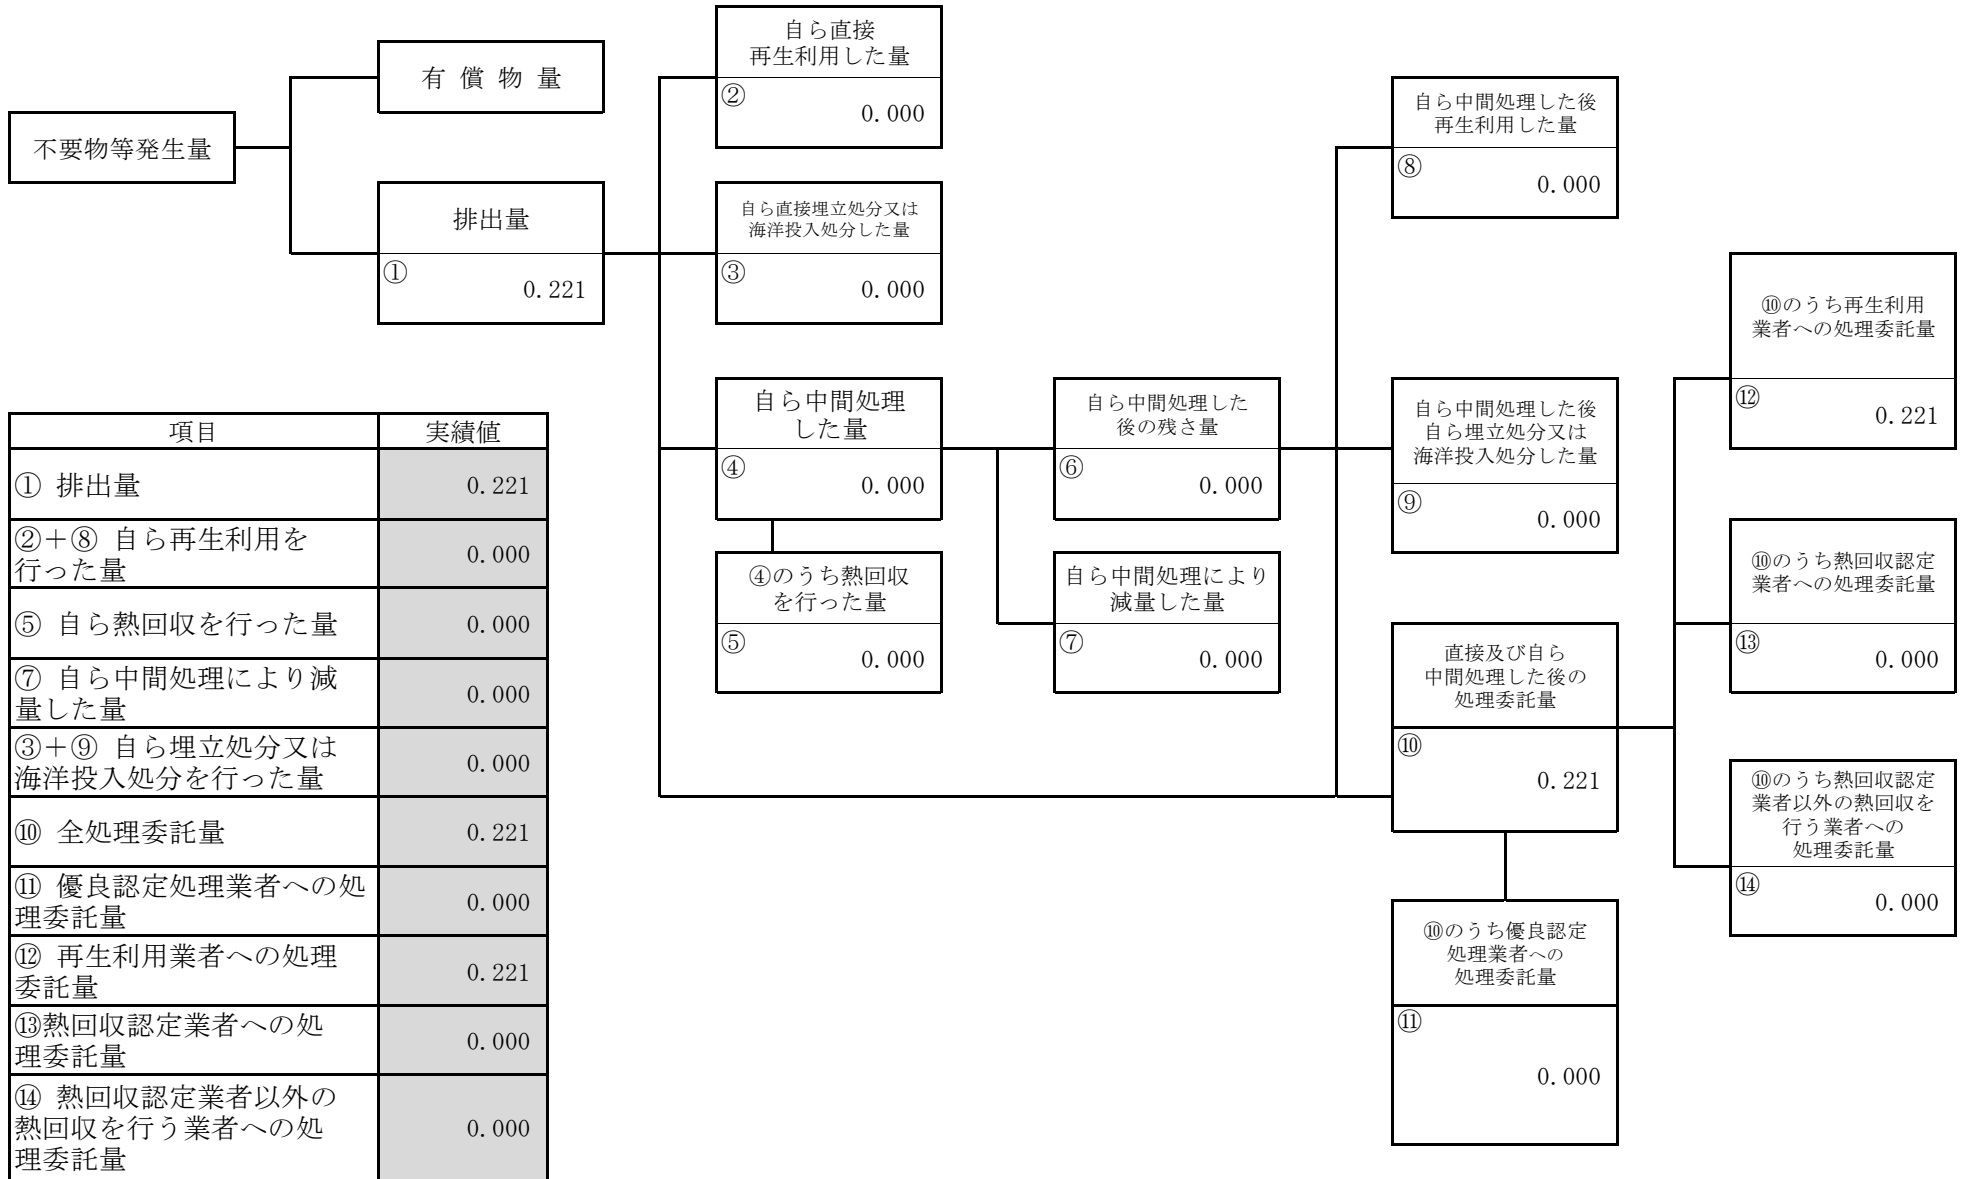 不要物等発生量
有 償 物 量
排出量
①
0.221
自ら直接
再生利用した量
②
0.000
自ら直接埋立処分又は
海洋投入処分した量
③
0.000
自ら中間処理
した量
④
0.000
④のうち熱回収
を行った量
⑤
0.000
自ら中間処理した
後の残さ量
⑥
0.000
自ら中間処理により
減量した量
⑦
0.000
自ら中間処理した後
再生利用した量
⑧
0.000
自ら中間処理した後
自ら埋立処分又は
海洋投入処分した量
⑨
0.000
直接及び自ら
中間処理した後の
処理委託量
⑩
0.221
⑩のうち優良認定
処理業者への
処理委託量
⑪
0.000
⑩のうち再生利用
業者への処理委託量
⑫
0.221
⑩のうち熱回収認定
業者への処理委託量
⑬
0.000
⑩のうち熱回収認定
業者以外の熱回収を
行う業者への
処理委託量
⑭
0.000
項目 実績値
① 排出量 0.221
②+⑧ 自ら再生利用を
行った量 0.000
⑤ 自ら熱回収を行った量 0.000
⑦ 自ら中間処理により減
量した量 0.000
③+⑨ 自ら埋立処分又は
海洋投入処分を行った量 0.000
⑩ 全処理委託量 0.221
⑪ 優良認定処理業者への処
理委託量 0.000
⑫ 再生利用業者への処理
委託量 0.221
⑬熱回収認定業者への処
理委託量 0.000
⑭ 熱回収認定業者以外の
熱回収を行う業者への処
理委託量 0.000